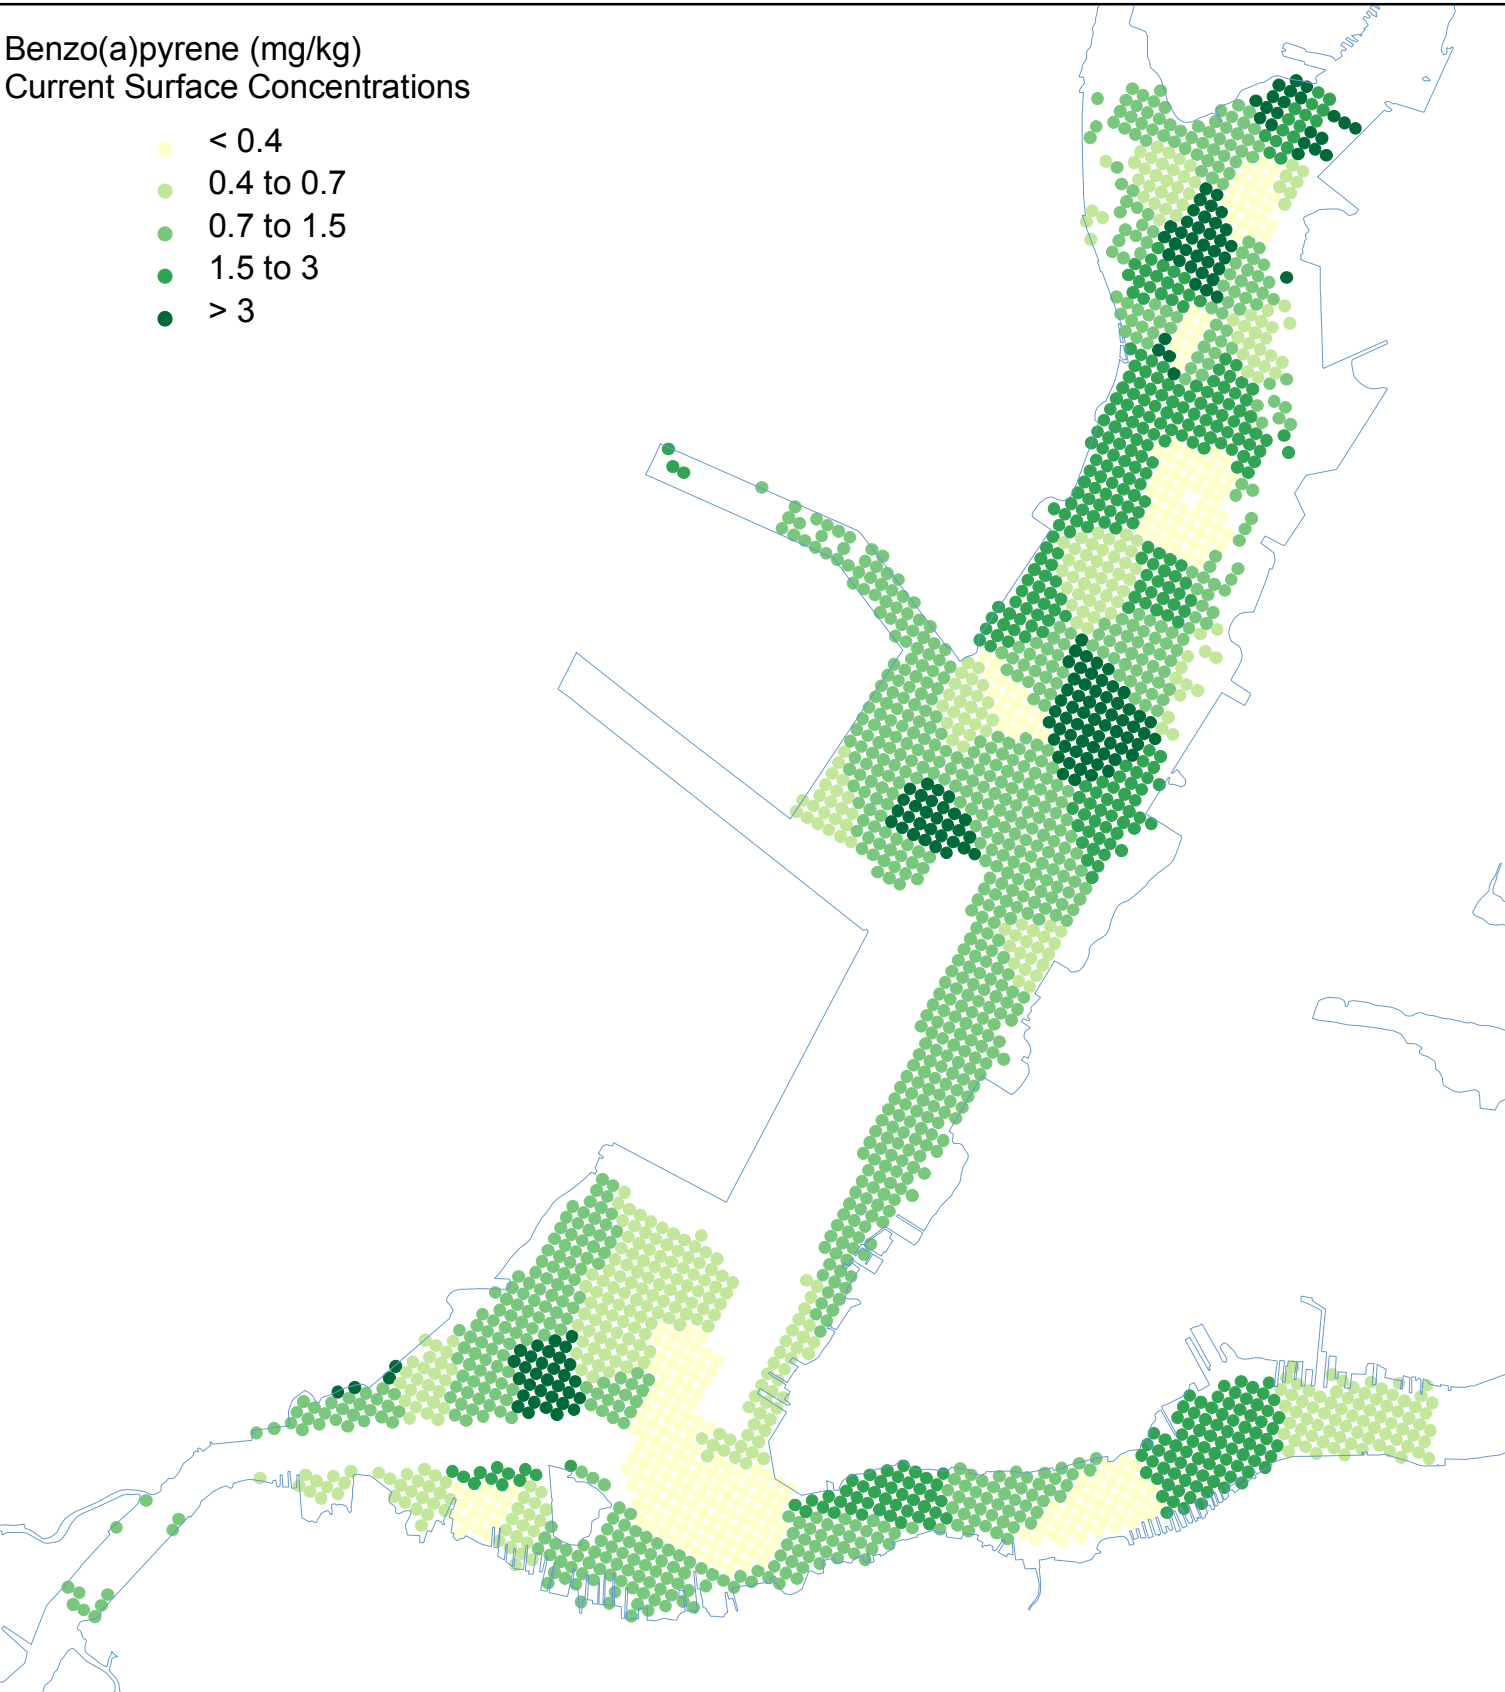 Benzo(a)pyrene (mg/kg)
Current Surface Concentrations
< 0.4
0.4 to 0.7
0.7 to 1.5
1.5 to 3
> 3